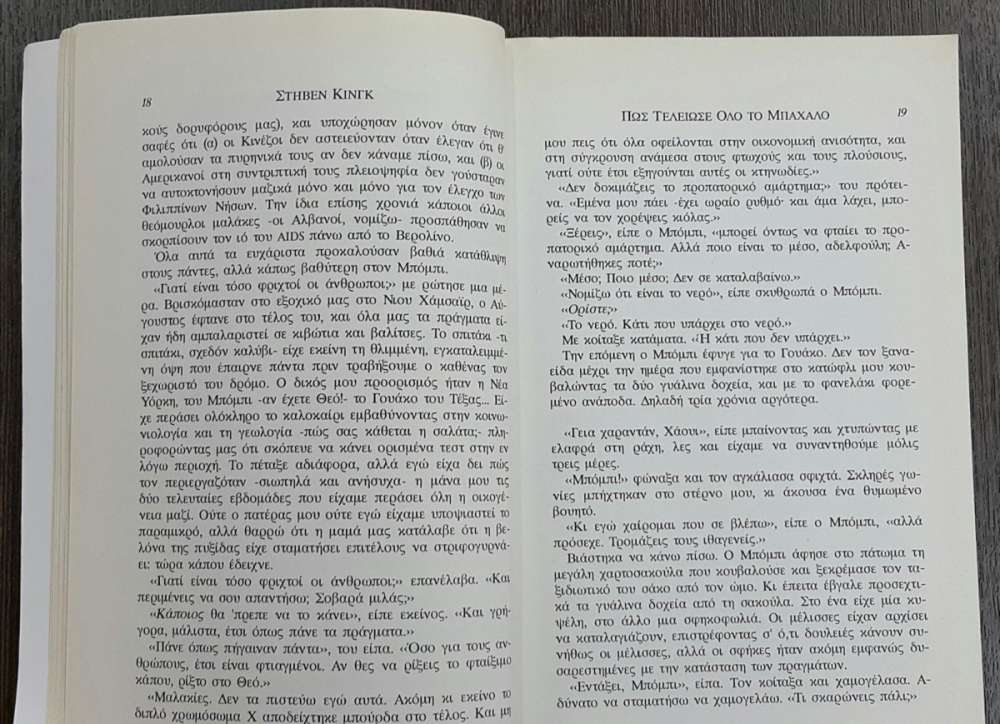 18
ΣΤΗΒΕΝ ΚΙΝΓΚ
κούς δορυφόρους μας), και υποχώρησαν μόνον όταν έγινε
σαφές ότι (α) οι Κινέζοι δεν αστειεύονταν όταν έλεγαν ότι θ'
αμολούσαν τα πυρηνικά τους αν δεν κάναμε πίσω, και (β) οι
Αμερικανοί στη συντριπτική τους πλειοψηφία δεν γούσταραν
να αυτοκτονήσουν μαζικά μόνο και μόνο για τον έλεγχο των
Φιλιππίνων Νήσων. Την ίδια επίσης χρονιά κάποιοι άλλοι
θεόμουρλοι μαλάκες -οι Αλβανοί, νομίζω- προσπάθησαν να
σκορπίσουν τον ιό του AIDS πάνω από το Βερολίνο.
Όλα αυτά τα ευχάριστα προκαλούσαν βαθιά κατάθλιψη
στους πάντες, αλλά κάπως βαθύτερη στον Μπόμπι.
«Γιατί είναι τόσο φριχτοί οι άνθρωποι;» με ρώτησε μια μέ-
ρα. Βρισκόμασταν στο εξοχικό μας στο Νιου Χάμσαϊρ, ο Αύ-
γουστος έφτανε στο τέλος του, και όλα μας τα πράγματα εί-
χαν ήδη αμπαλαριστεί σε κιβώτια και βαλίτσες. Το σπιτάκι -τι
σπιτάκι, σχεδόν καλύβι- είχε εκείνη τη θλιμμένη, εγκαταλειμμέ-
νη όψη που έπαιρνε πάντα πριν τραβήξουμε ο καθένας τον
ξεχωριστό του δρόμο. Ο δικός μου προορισμός ήταν η Νέα
Υόρκη, του Μπόμπι -αν έχετε Θεό!- το Γουάκο του Τέξας... Εί-
χε περάσει ολόκληρο το καλοκαίρι εμβαθύνοντας στην κοινω-
νιολογία και τη γεωλογία -πώς σας κάθεται η σαλάτα;- πλη-
ροφορώντας μας ότι σκόπευε να κάνει ορισμένα τεστ στην εν
λόγω περιοχή. Το πέταξε αδιάφορα, αλλά εγώ είχα δει πώς
τον περιεργαζόταν -σιωπηλά και ανήσυχα- η μάνα μου τις
δύο τελευταίες εβδομάδες που είχαμε περάσει όλη η οικογέ-
νεια μαζί. Ούτε ο πατέρας μου ούτε εγώ είχαμε υποψιαστεί το
παραμικρό, αλλά θαρρώ ότι η μαμά μας κατάλαβε ότι η βε-
λόνα της πυξίδας είχε σταματήσει επιτέλους να στριφογυρνά-
ει: τώρα κάπου έδειχνε.
«Γιατί είναι τόσο φριχτοί οι άνθρωποι;» επανέλαβα. «Και
περιμένεις να σου απαντήσω; Σοβαρά μιλάς;»
«Κάποιος θα 'πρεπε να το κάνει», είπε εκείνος. «Και γρή-
γορα, μάλιστα, έτσι όπως πάνε τα πράγματα.»
«Πάνε όπως πήγαιναν πάντα», του είπα. «Όσο για τους αν-
θρώπους, έτσι είναι φτιαγμένοι. Αν θες να ρίξεις το φταίξιμο
κάπου, ρίξτο στο Θεό.»
«Μαλακίες. Δεν τα πιστεύω εγώ αυτά. Ακόμη κι εκείνο το
διπλό χρωμόσωμα Χ αποδείχτηκε μπούρδα στο τέλος. Και μη
ΠΩΣ ΤΕΛΕΙΩΣΕ ΟΛΟ ΤΟ ΜΠΑΧΑΛΟ
19
μου πεις ότι όλα οφείλονται στην οικονομική ανισότητα, και
στη σύγκρουση ανάμεσα στους φτωχούς και τους πλούσιους,
γιατί ούτε έτσι εξηγούνται αυτές οι κτηνωδίες.»
«Δεν δοκιμάζεις το προπατορικό αμάρτημα;» του πρότει-
να. «Εμένα μου πάει -έχει ωραίο ρυθμό- και άμα λάχει, μπο-
ρείς να τον χορέψεις κιόλας.»
«Ξέρεις», είπε ο Μπόμπι, «μπορεί όντως να φταίει το προ-
πατορικό αμάρτημα. Αλλά ποιο είναι το μέσο, αδελφούλη; Α-
ναρωτήθηκες ποτέ;»
«Μέσο; Ποιο μέσο; Δεν σε καταλαβαίνω.»
«Νομίζω ότι είναι το νερό», είπε σκυθρωπά ο Μπόμπι.
«Ορίστε;»
«Το νερό. Κάτι που υπάρχει στο νερό.»
Με κοίταξε κατάματα. «Ή κάτι που δεν υπάρχει.»
Την επόμενη ο Μπόμπι έφυγε για το Γουάκο. Δεν τον ξανα-
είδα μέχρι την ημέρα που εμφανίστηκε στο κατώφλι μου κου-
βαλώντας τα δύο γυάλινα δοχεία, και με το φανελάκι φορε-
μένο ανάποδα. Δηλαδή τρία χρόνια αργότερα.
«Γεια χαραντάν, Χάουι», είπε μπαίνοντας και χτυπώντας με
ελαφρά στη ράχη, λες και είχαμε να συναντηθούμε μόλις
τρεις μέρες.
«Μπόμπι!» φώναξα και τον αγκάλιασα σφιχτά. Σκληρές γω-
νίες μπήχτηκαν στο στέρνο μου, κι άκουσα ένα θυμωμένο
βουητό.
«Κι εγώ χαίρομαι που σε βλέπω», είπε ο Μπόμπι, «αλλά
πρόσεχε. Τρομάζεις τους ιθαγενείς.»
Βιάστηκα να κάνω πίσω. Ο Μπόμπι άφησε στο πάτωμα τη
μεγάλη χαρτοσακούλα που κουβαλούσε και ξεκρέμασε τον τα-
ξιδιωτικό του σάκο από τον ώμο. Κι έπειτα έβγαλε προσεχτι-
κά τα γυάλινα δοχεία από τη σακούλα. Στο ένα είχε μία κυ-
ψέλη, στο άλλο μια σφηκοφωλιά. Οι μέλισσες είχαν αρχίσει
να καταλαγιάζουν, επιστρέφοντας σ' ό,τι δουλειές κάνουν συ-
νήθως οι μέλισσες, αλλά οι σφήκες ήταν ακόμη εμφανώς δυ-
σαρεστημένες με την κατάσταση των πραγμάτων.
«Εντάξει, Μπόμπι», είπα. Τον κοίταξα και χαμογέλασα. Α-
δύνατο να σταματήσω να χαμογελάω. «Τι σκαρώνεις πάλι;»